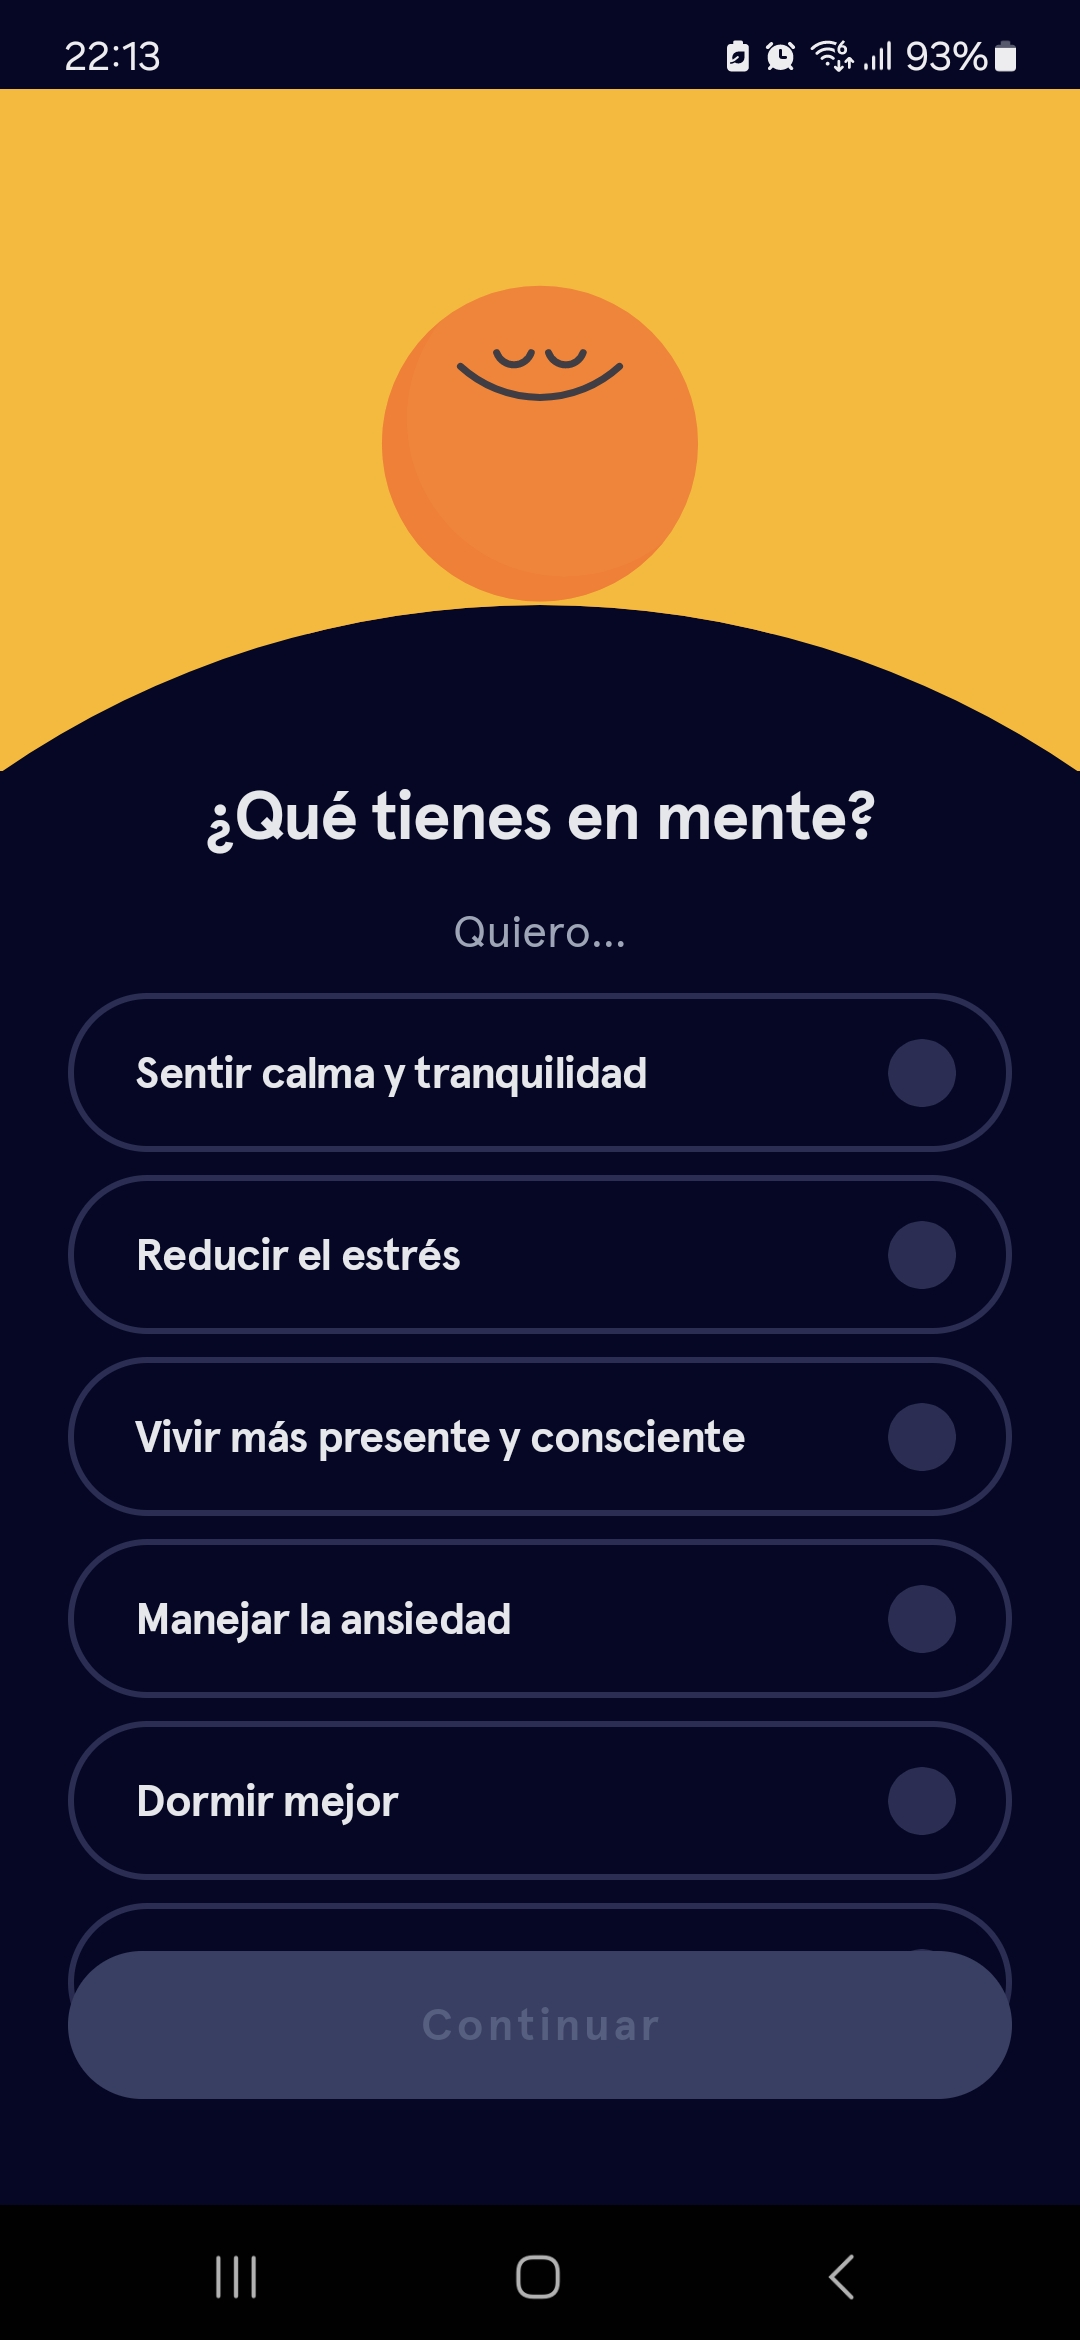 22:13
93%
¿Qué tienes en mente?
Quiero...
Sentir calma y tranquilidad
Reducir el estrés
Vivir más presente y consciente
Manejar la ansiedad
Dormir mejor
Continuar